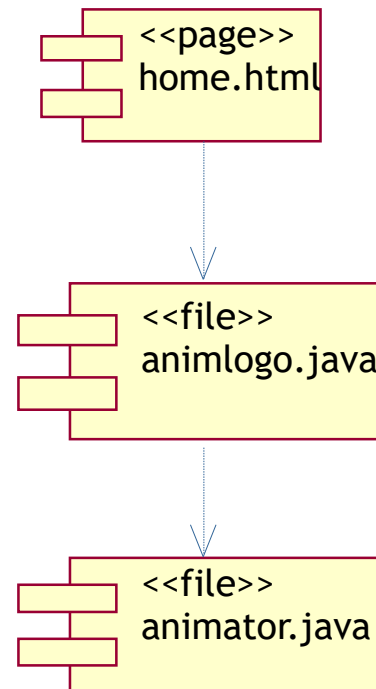 <<page>>
home.html
<<file>>
animlogo.java
<<file>>
animator.java